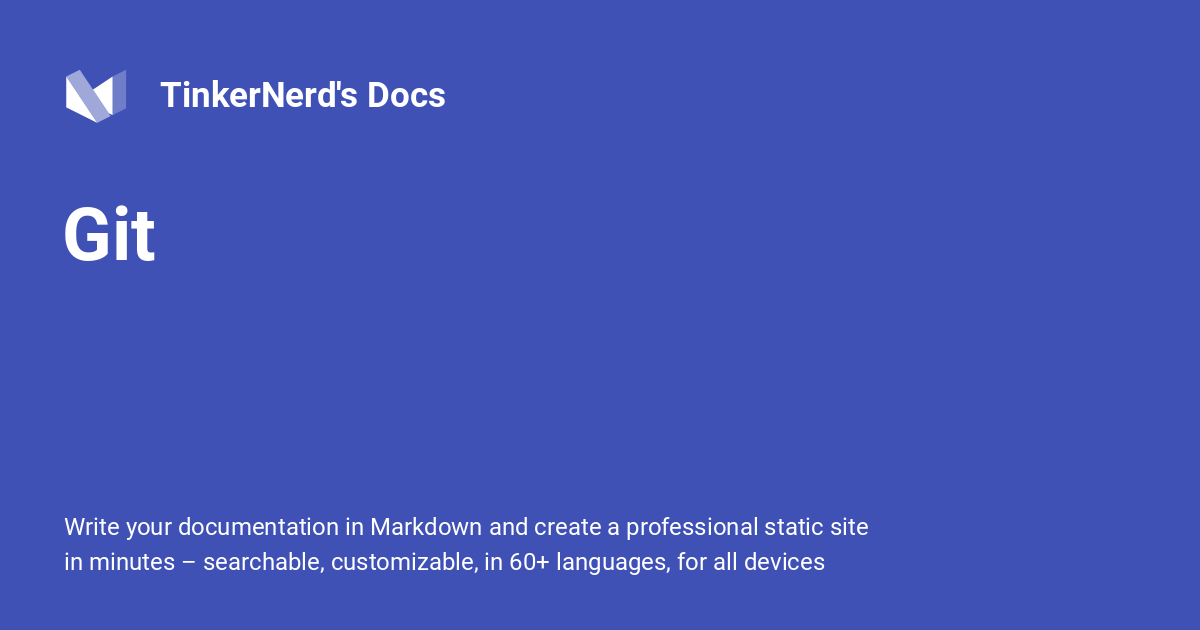 TinkerNerd's Docs
Git
Write your documentation in Markdown and create a professional static site
in minutes – searchable, customizable, in 60+ languages, for all devices